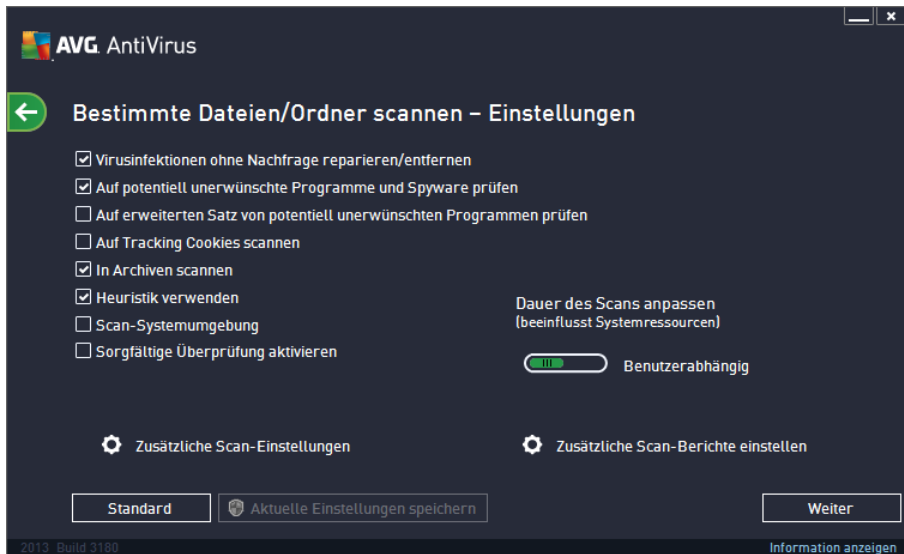 AVG. AntiVirus
Bestimmte Dateien/Ordner scannen – Einstellungen
Virusinfektionen ohne Nachfrage reparieren/entfernen
Auf potentiell unerwünschte Programme und Spyware prüfen
Auf erweiterten Satz von potentiell unerwünschten Programmen prüfen
Auf Tracking Cookies scannen
In Archiven scannen
Heuristik verwenden
Scan-Systemumgebung
Sorgfältige Überprüfung aktivieren
Dauer des Scans anpassen
(beeinflusst Systemressourcen)
Benutzerabhängig
Zusätzliche Scan-Einstellungen
Zusätzliche Scan-Berichte einstellen
Standard
Aktuelle Einstellungen speichern
Weiter
2013 Build 3180
Information anzeigen